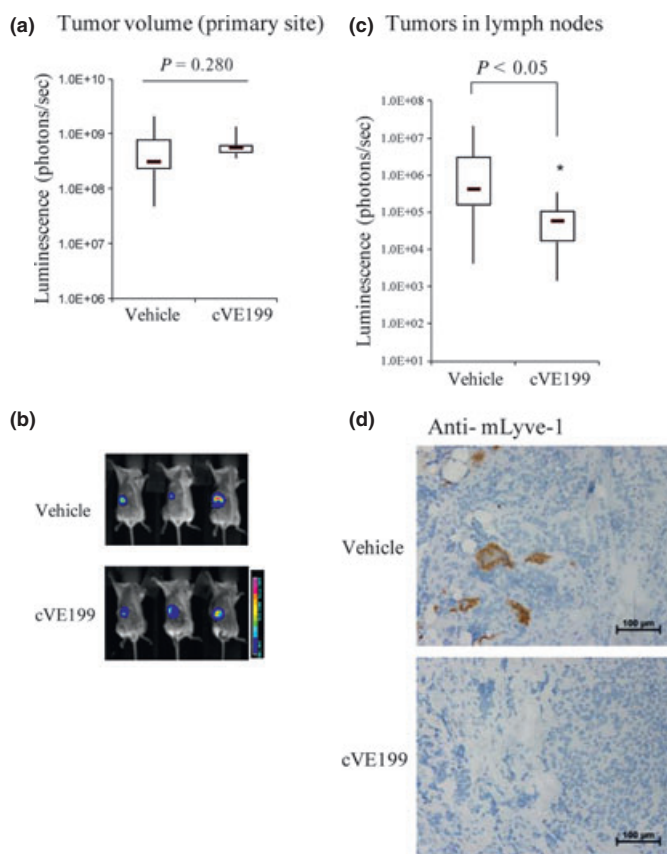 (a) Tumor volume (primary site)
P = 0.280
Luminescence (photons/sec)
1.0E+10
1.0E+09
1.0E+08
1.0E+07
1.0E+06
Vehicle cVE199
(c) Tumors in lymph nodes
P < 0.05
Luminescence (photons/sec)
1.0E+08
1.0E+07
1.0E+06
1.0E+05
1.0E+04
1.0E+03
1.0E+02
1.0E+01
*
Vehicle cVE199
(b)
Vehicle
cVE199
(d) Anti- mLyve-1
Vehicle
100 µm
cVE199
100 µm